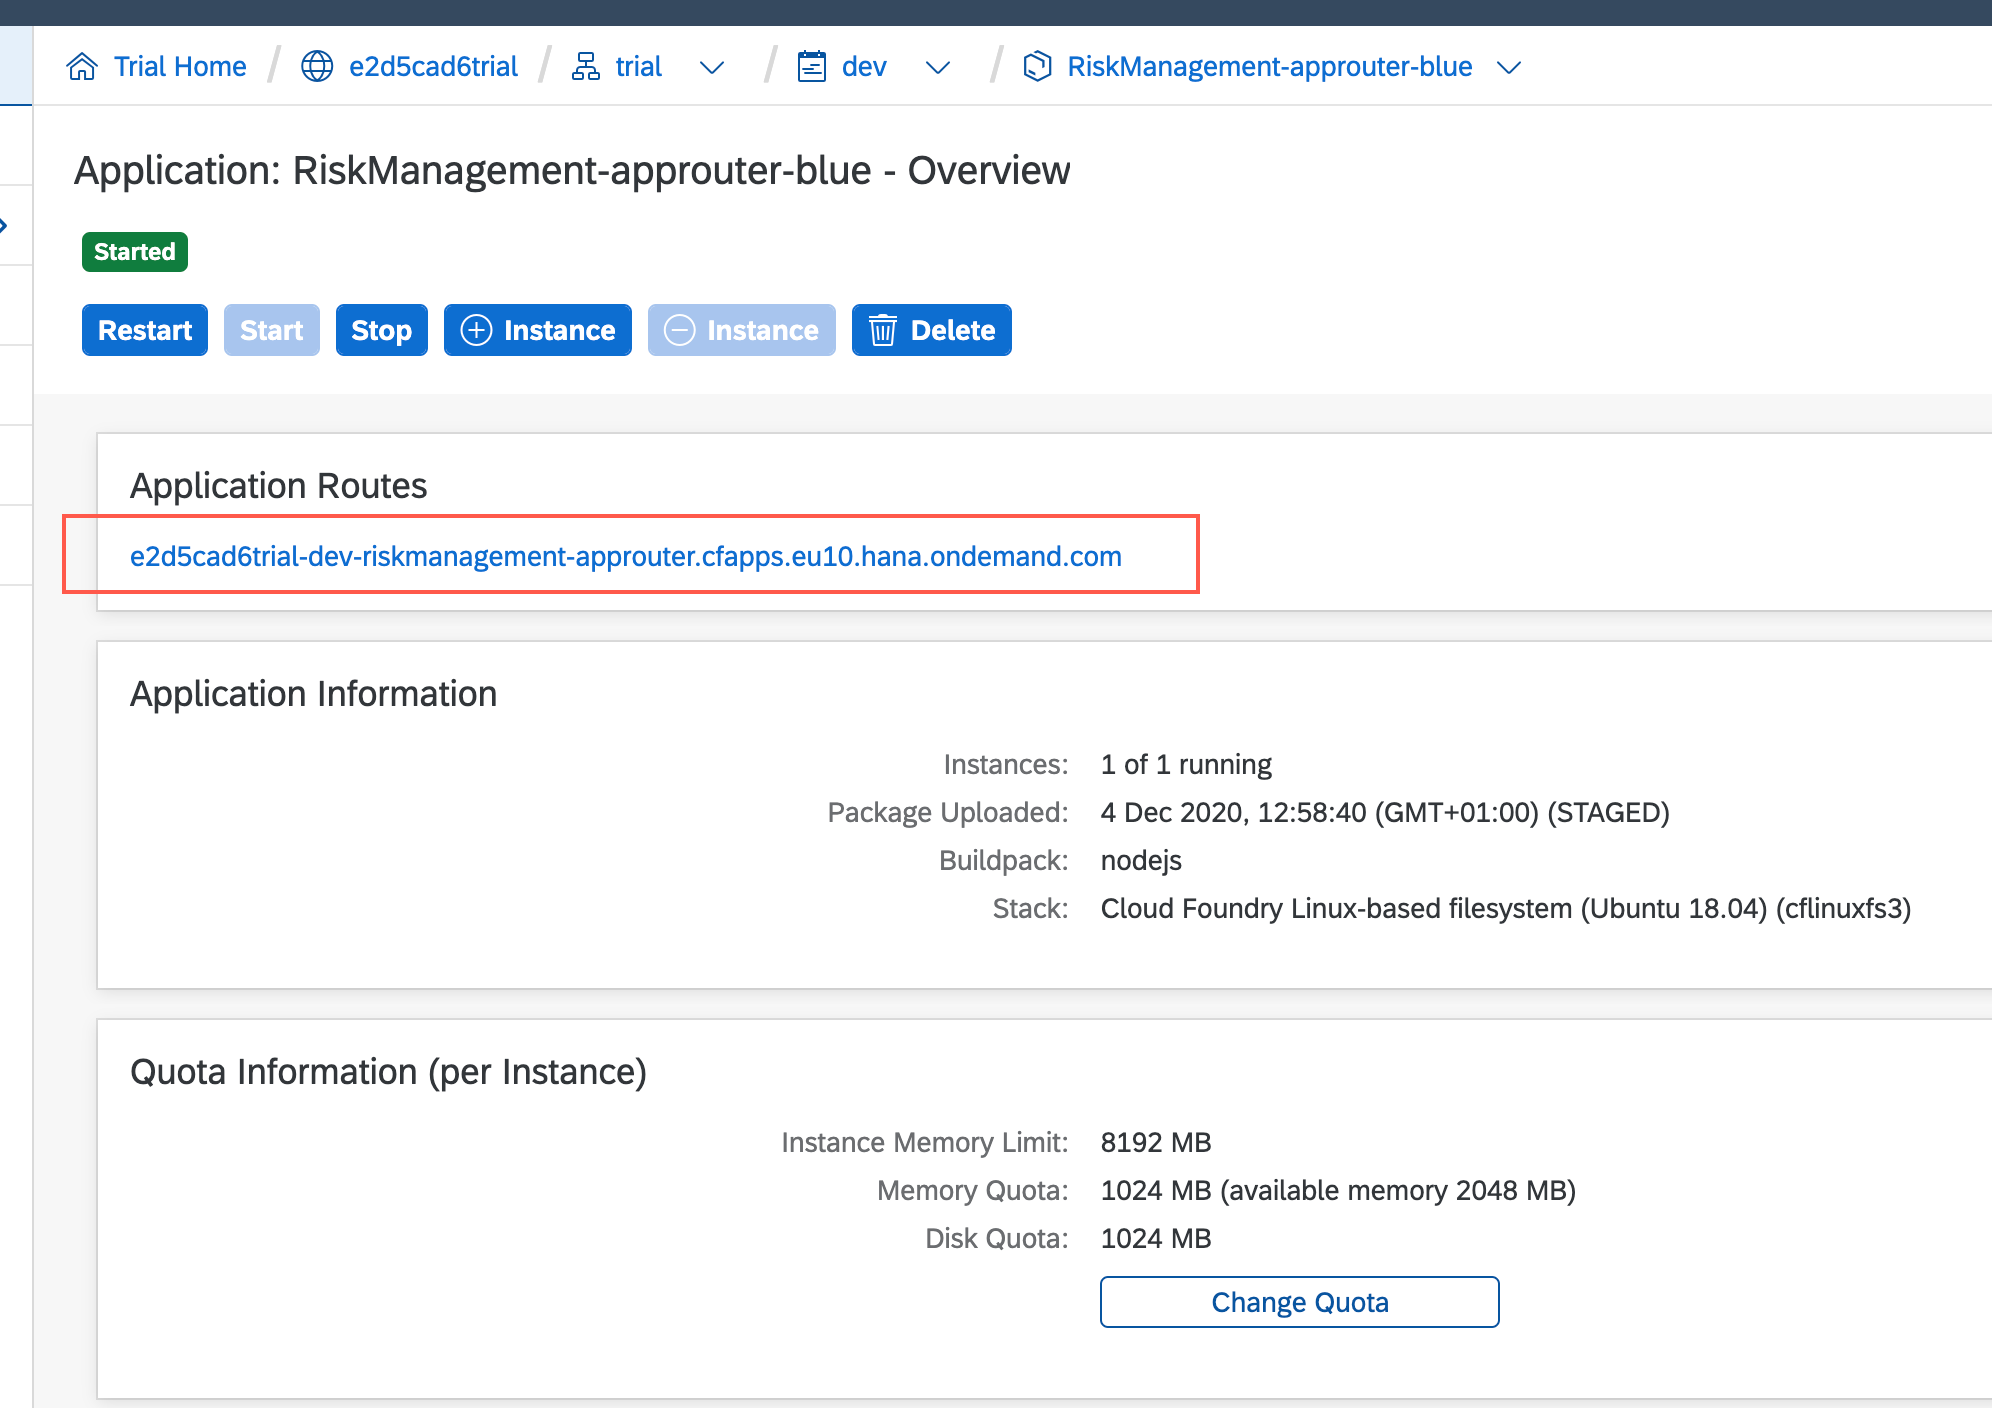 Trial Home / e2d5cad6trial / trial / dev / RiskManagement-approuter-blue
Application: RiskManagement-approuter-blue - Overview
Started
Restart Start Stop Instance Instance Delete
Application Routes
e2d5cad6trial-dev-riskmanagement-approuter.cfapps.eu10.hana.ondemand.com
Application Information
Instances: 1 of 1 running
Package Uploaded: 4 Dec 2020, 12:58:40 (GMT+01:00) (STAGED)
Buildpack: nodejs
Stack: Cloud Foundry Linux-based filesystem (Ubuntu 18.04) (cflinuxfs3)
Quota Information (per Instance)
Instance Memory Limit: 8192 MB
Memory Quota: 1024 MB (available memory 2048 MB)
Disk Quota: 1024 MB
Change Quota